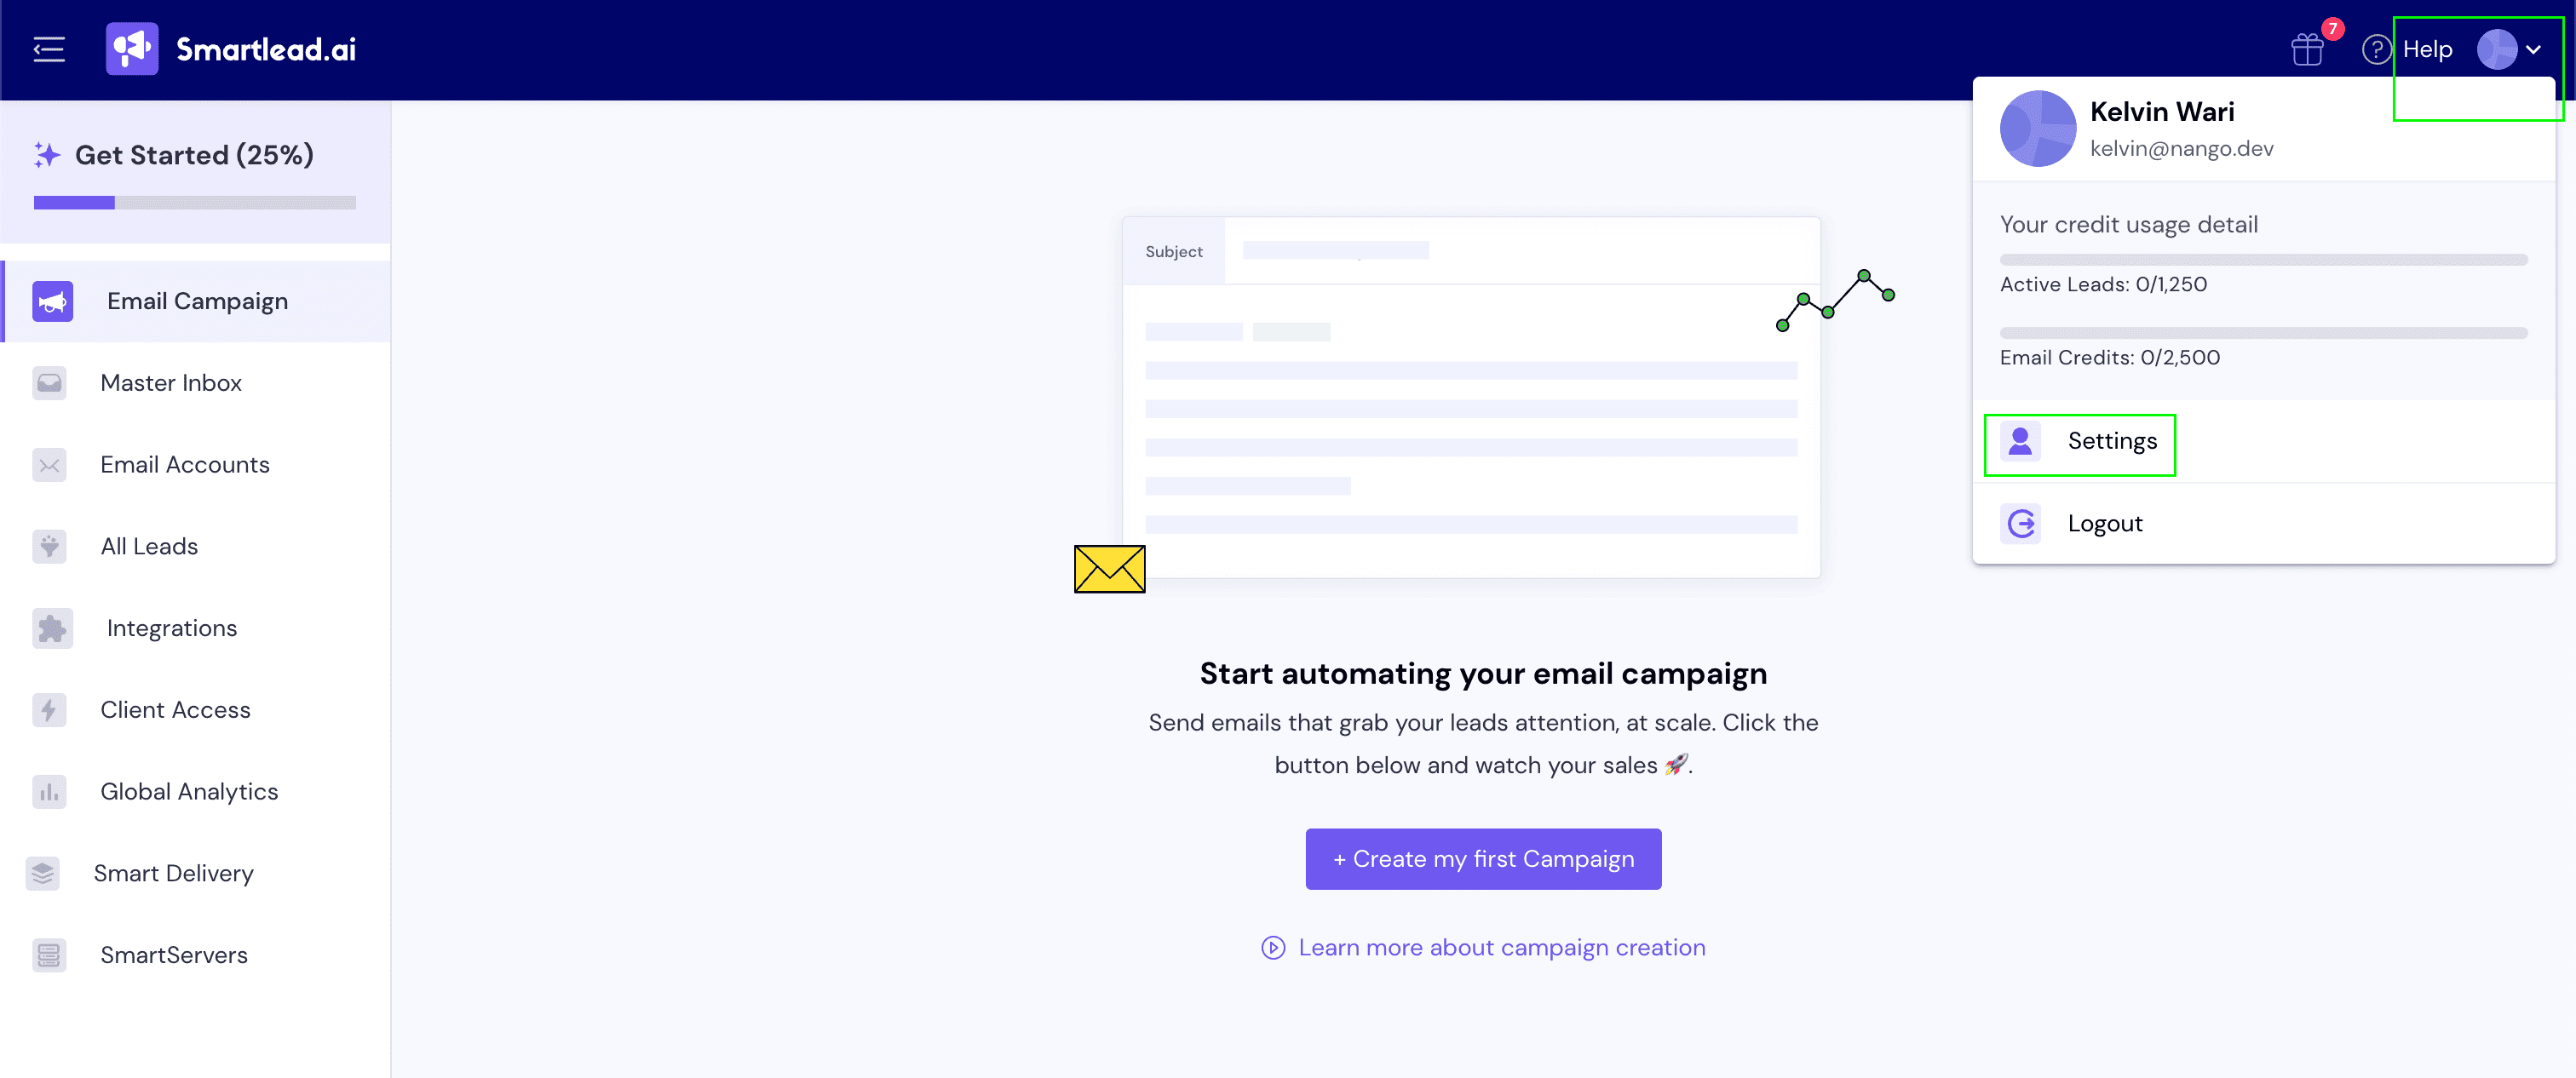 Smartlead.ai
7
? Help
Get Started (25%)
Email Campaign
Master Inbox
Email Accounts
All Leads
Integrations
Client Access
Global Analytics
Smart Delivery
SmartServers
Subject
Start automating your email campaign
Send emails that grab your leads attention, at scale. Click the
button below and watch your sales 🚀.
+ Create my first Campaign
Learn more about campaign creation
Kelvin Wari
kelvin@nango.dev
Your credit usage detail
Active Leads: 0/1,250
Email Credits: 0/2,500
Settings
Logout